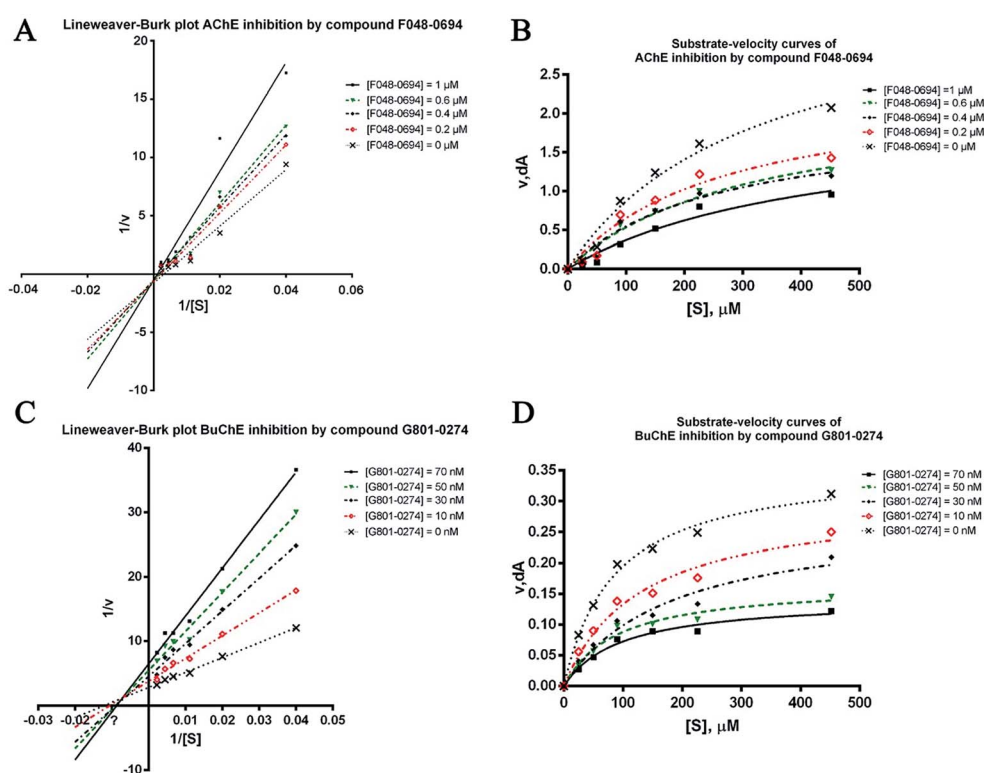 A
Lineweaver-Burk plot AChE inhibition by compound F048-0694
20
15
10
5
-5
-10
-0.04
-0.02
0.02
0.04
0.06
1/v
1/[S]
[F048-0694] = 1 µM
[F048-0694] = 0.6 µM
[F048-0694] = 0.4 µM
[F048-0694] = 0.2 µM
[F048-0694] = 0 µM
B
Substrate-velocity curves of
AChE inhibition by compound F048-0694
2.5
2.0
1.5
1.0
0.5
0.0
0
100
200
300
400
500
v,dA
[S], µM
[F048-0694] =1 µM
[F048-0694] = 0.6 µM
[F048-0694] = 0.4 µM
[F048-0694] = 0.2 µM
[F048-0694] = 0 µM
C
Lineweaver-Burk plot BuChE inhibition by compound G801-0274
40
30
20
10
-10
-0.03
-0.02
?
0.00
0.01
0.02
0.03
0.04
0.05
1/v
1/[S]
[G801-0274] = 70 nM
[G801-0274] = 50 nM
[G801-0274] = 30 nM
[G801-0274] = 10 nM
[G801-0274] = 0 nM
D
Substrate-velocity curves of
BuChE inhibition by compound G801-0274
0.35
0.30
0.25
0.20
0.15
0.10
0.05
0.00
0
100
200
300
400
500
v,dA
[S], µM
[G801-0274] = 70 nM
[G801-0274] = 50 nM
[G801-0274] = 30 nM
[G801-0274] = 10 nM
[G801-0274] = 0 nM